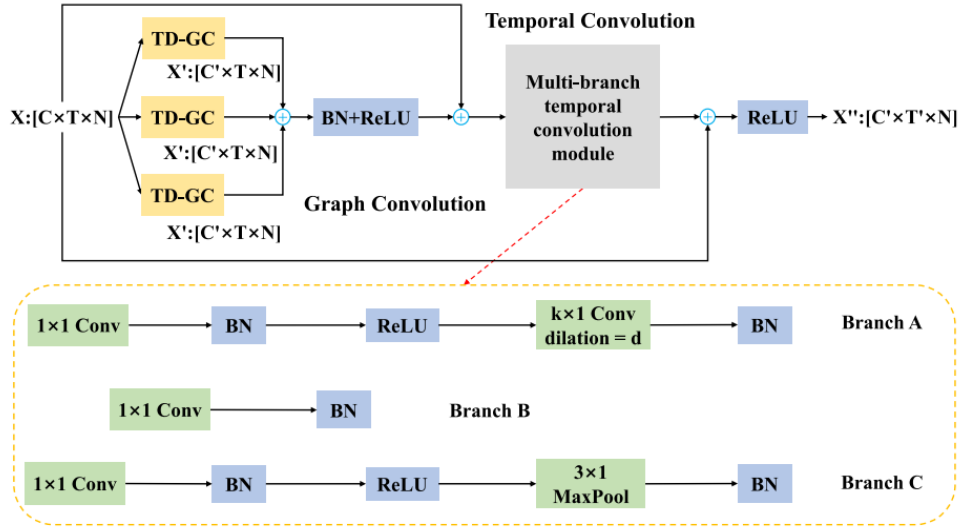 Temporal Convolution
TD-GC
X':[C'×T×N]
X:[C×T×N]
TD-GC
X':[C'×T×N]
TD-GC
X':[C'×T×N]
BN+ReLU
Graph Convolution
Multi-branch
temporal
convolution
module
ReLU
X'':[C'×T'×N]
1×1 Conv
BN
ReLU
k×1 Conv
dilation = d
BN
Branch A
1×1 Conv
BN
Branch B
1×1 Conv
BN
ReLU
3×1
MaxPool
BN
Branch C